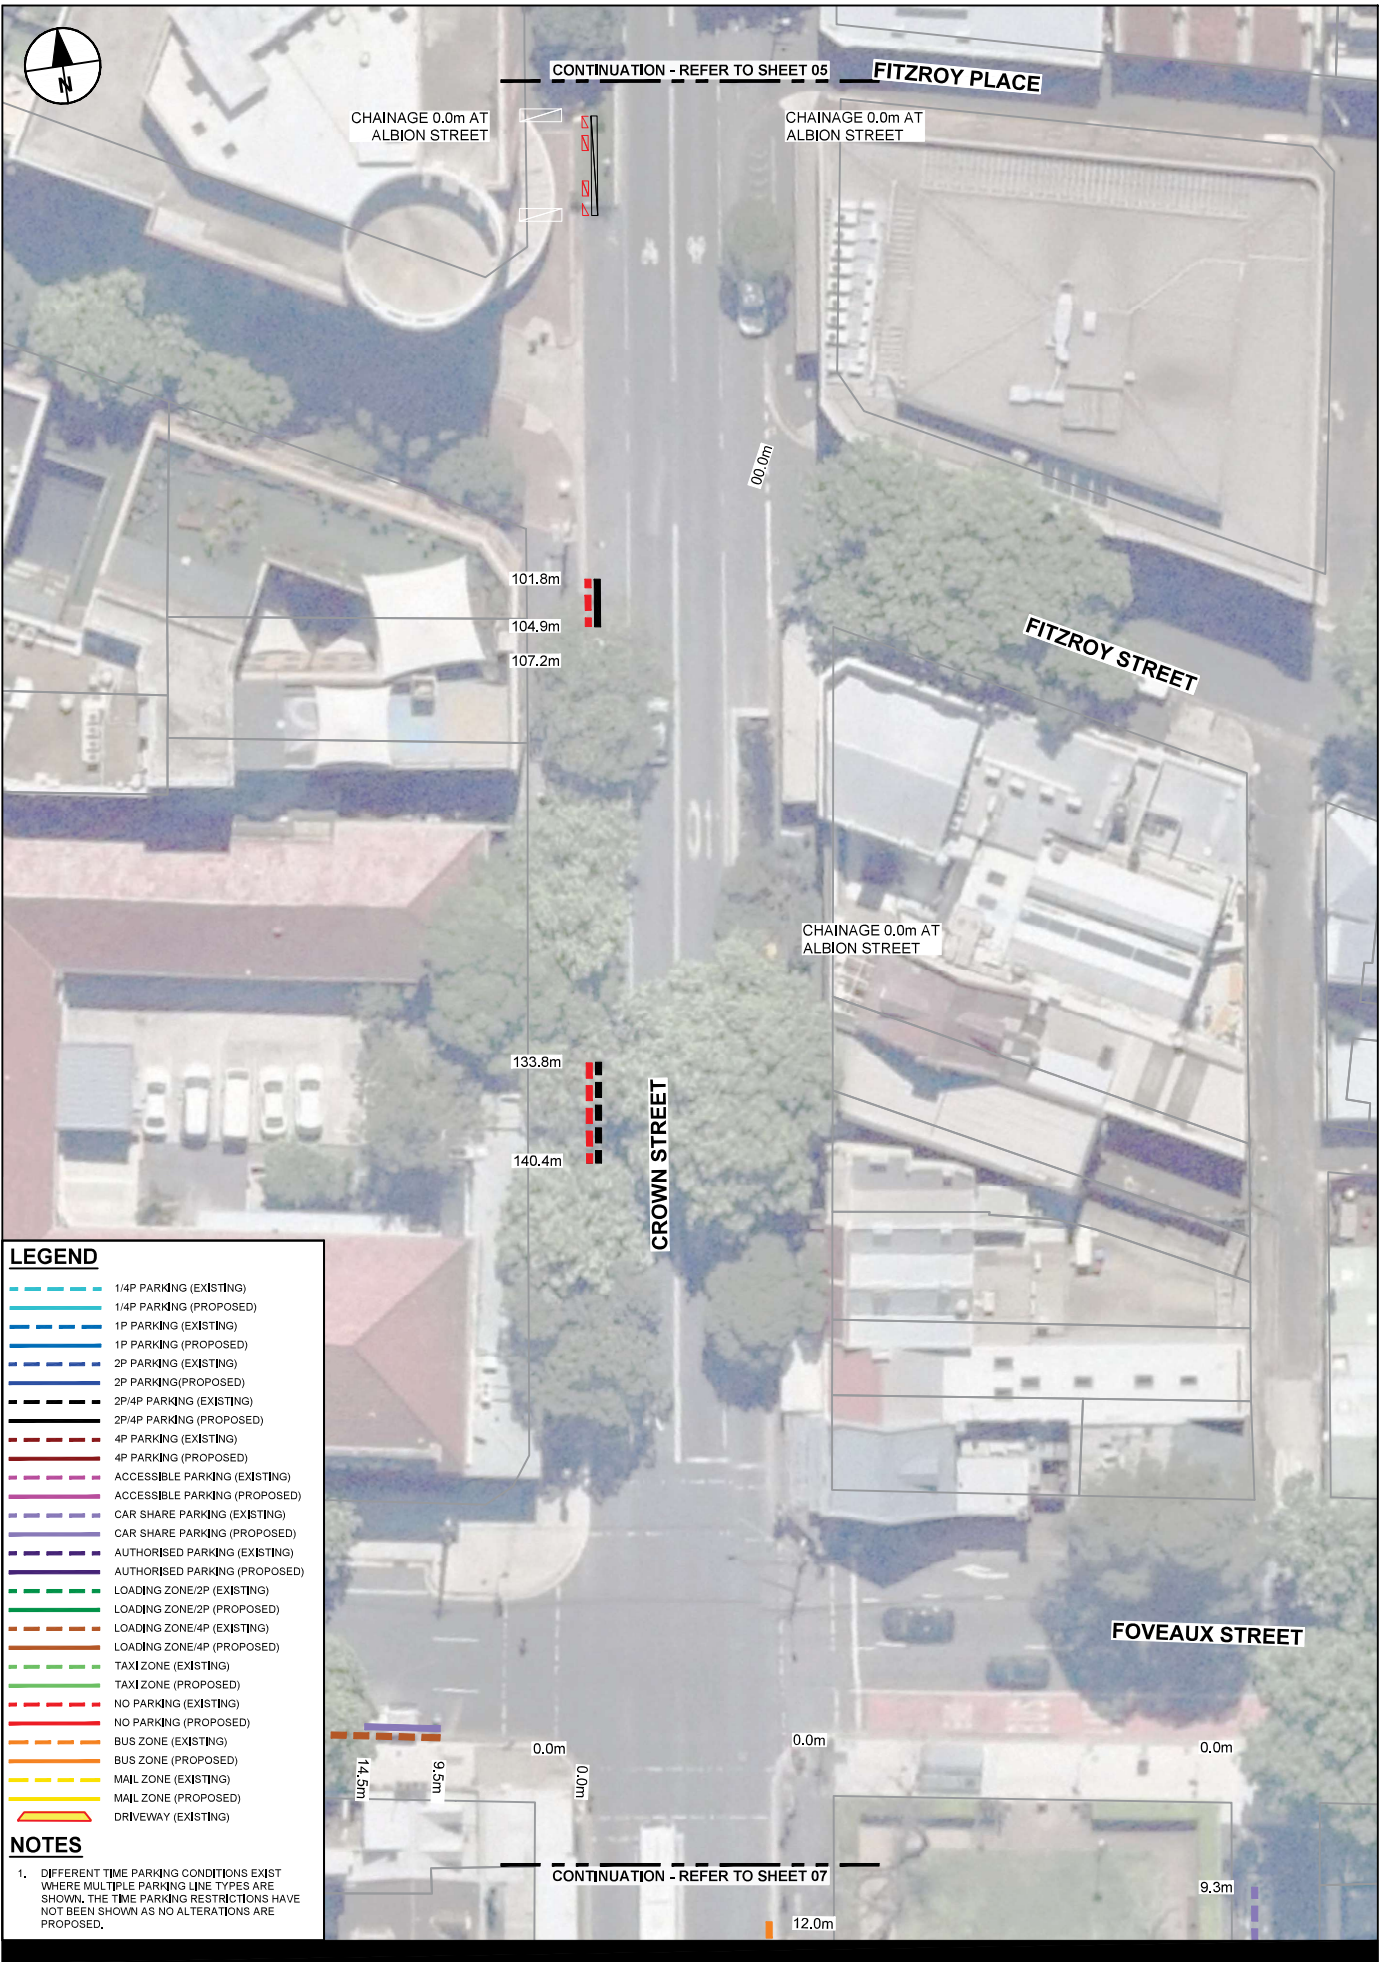 N
CONTINUATION - REFER TO SHEET 05
FITZROY PLACE
CHAINAGE 0.0m AT
ALBION STREET
CHAINAGE 0.0m AT
ALBION STREET
00.0m
101.8m
104.9m
107.2m
FITZROY STREET
CHAINAGE 0.0m AT
ALBION STREET
133.8m
140.4m
CROWN STREET
LEGEND
1/4P PARKING (EXISTING)
1/4P PARKING (PROPOSED)
1P PARKING (EXISTING)
1P PARKING (PROPOSED)
2P PARKING (EXISTING)
2P PARKING(PROPOSED)
2P/4P PARKING (EXISTING)
2P/4P PARKING (PROPOSED)
4P PARKING (EXISTING)
4P PARKING (PROPOSED)
ACCESSIBLE PARKING (EXISTING)
ACCESSIBLE PARKING (PROPOSED)
CAR SHARE PARKING (EXISTING)
CAR SHARE PARKING (PROPOSED)
AUTHORISED PARKING (EXISTING)
AUTHORISED PARKING (PROPOSED)
LOADING ZONE/2P (EXISTING)
LOADING ZONE/2P (PROPOSED)
LOADING ZONE/4P (EXISTING)
LOADING ZONE/4P (PROPOSED)
TAXI ZONE (EXISTING)
TAXI ZONE (PROPOSED)
NO PARKING (EXISTING)
NO PARKING (PROPOSED)
BUS ZONE (EXISTING)
BUS ZONE (PROPOSED)
MAIL ZONE (EXISTING)
MAIL ZONE (PROPOSED)
DRIVEWAY (EXISTING)
NOTES
1. DIFFERENT TIME PARKING CONDITIONS EXIST
WHERE MULTIPLE PARKING LINE TYPES ARE
SHOWN. THE TIME PARKING RESTRICTIONS HAVE
NOT BEEN SHOWN AS NO ALTERATIONS ARE
PROPOSED.
FOVEAUX STREET
14.5m
9.5m
0.0m
0.0m
0.0m
0.0m
CONTINUATION - REFER TO SHEET 07
9.3m
12.0m